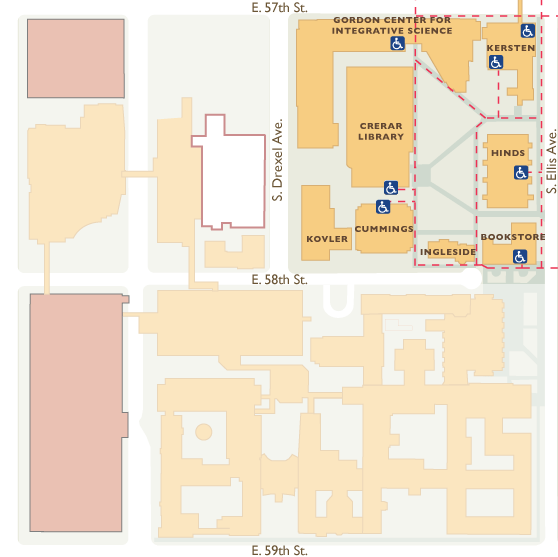 E. 57th St.
GORDON CENTER FOR
INTEGRATIVE SCIENCE
KERSTEN
CRERAR
LIBRARY
HINDS
S. Drexel Ave.
S. Ellis Ave.
KOVLER
CUMMINGS
INGLESIDE
BOOKSTORE
E. 58th St.
E. 59th St.